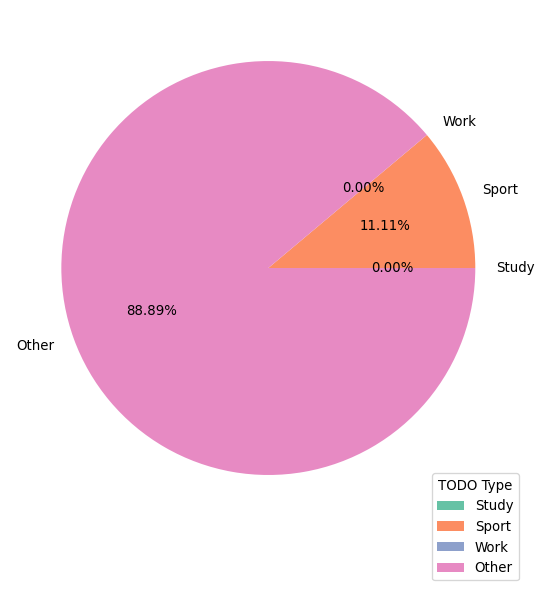 Work
0.00%
Sport
11.11%
0.00%
Study
88.89%
Other
TODO Type
Study
Sport
Work
Other